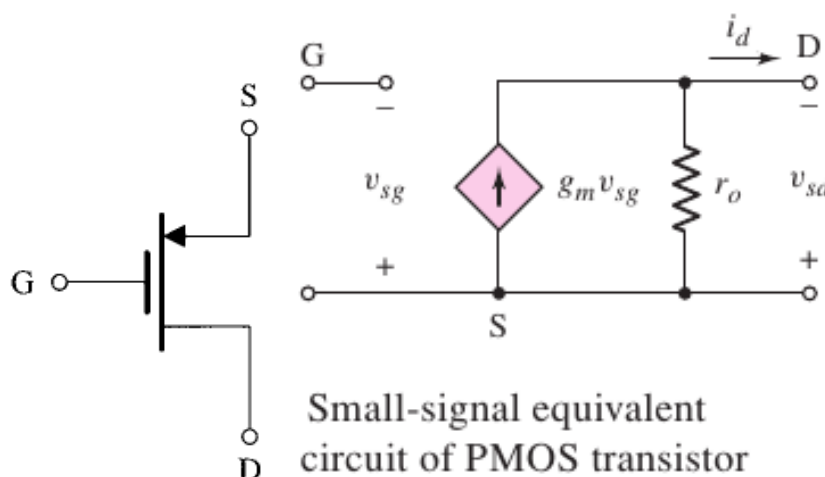 S
G
D
G
−
v_sg
+
S
g_m v_sg
r_o
i_d
D
−
+
Small-signal equivalent
circuit of PMOS transistor